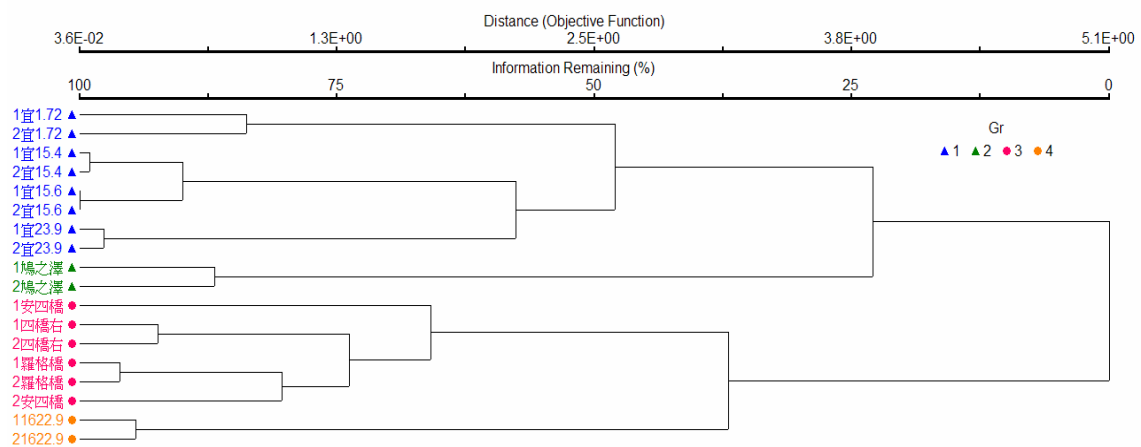 Distance (Objective Function)
3.6E-02 1.3E+00 2.5E+00 3.8E+00 5.1E+00
Information Remaining (%)
100 75 50 25 0
Gr
1 2 3 4
1宜1.72
2宜1.72
1宜15.4
2宜15.4
1宜15.6
2宜15.6
1宜23.9
2宜23.9
1鳩之澤
2鳩之澤
1安四橋
1四橋右
2四橋右
1羅格橋
2羅格橋
2安四橋
11622.9
21622.9